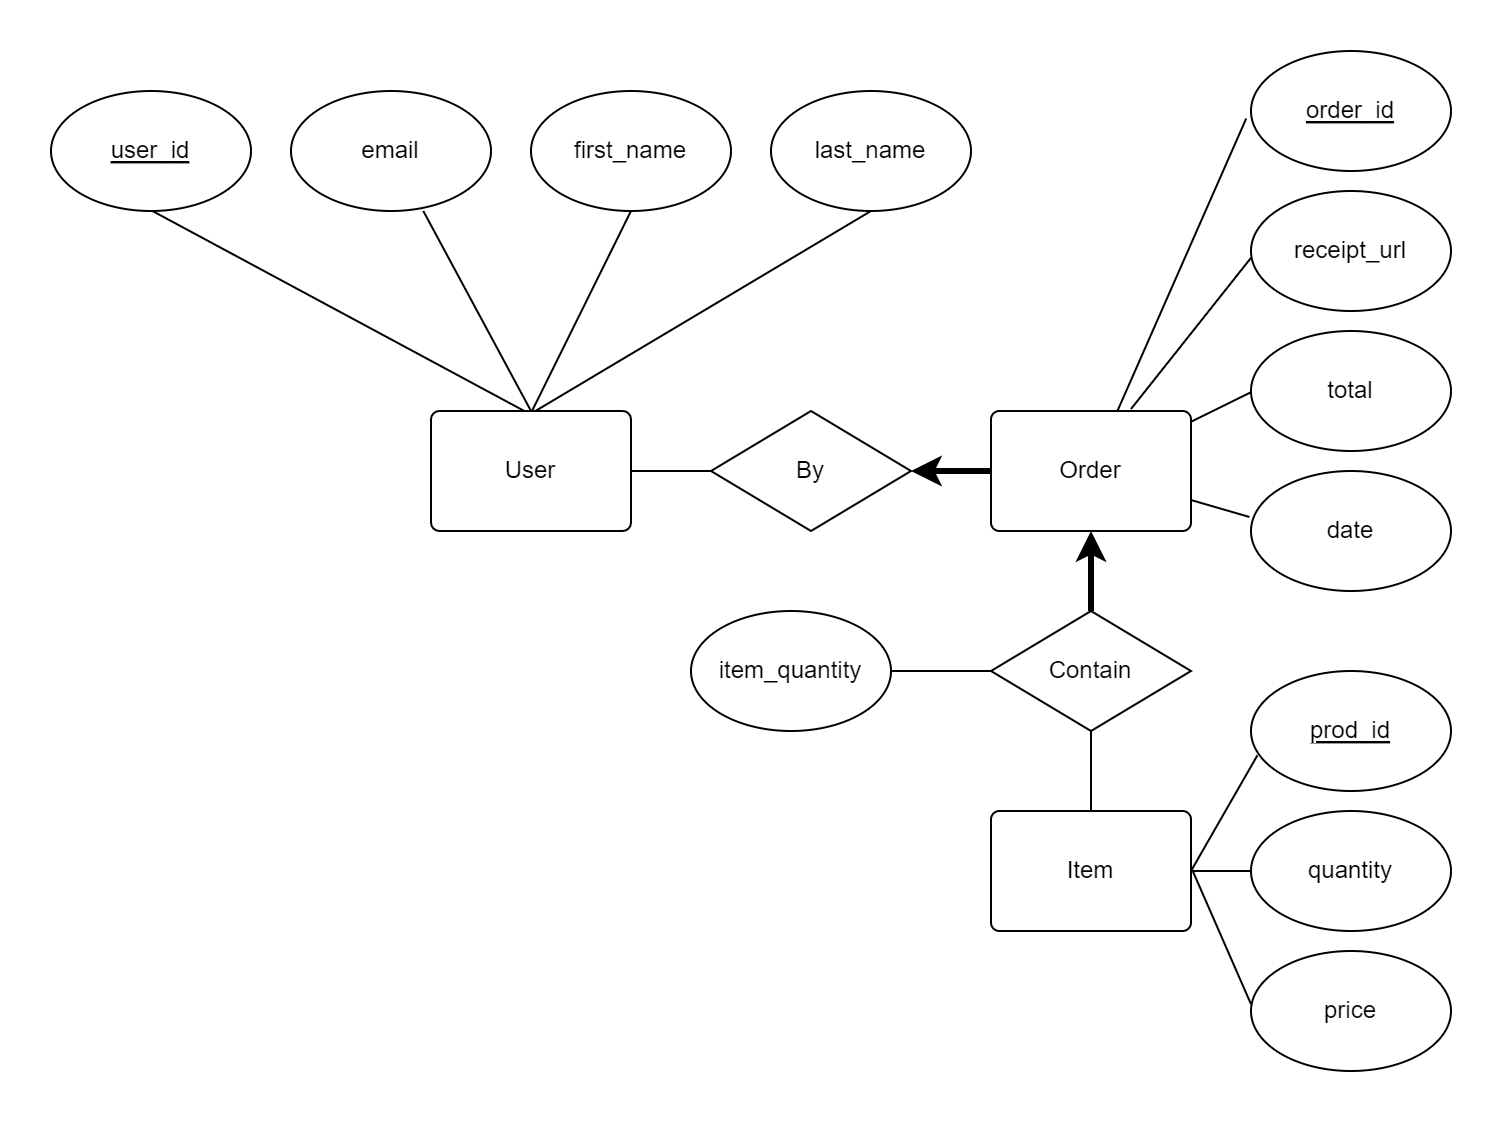 user_id
email
first_name
last_name
order_id
receipt_url
total
date
User
By
Order
item_quantity
Contain
prod_id
quantity
price
Item